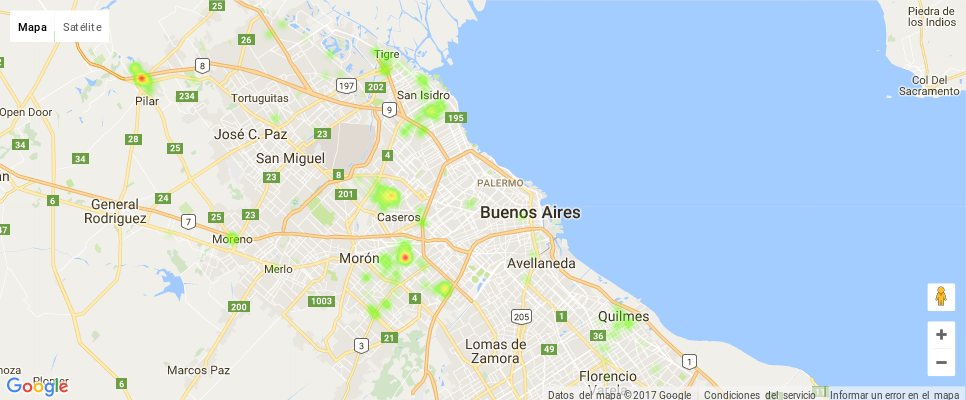 Mapa
Satélite
Piedra de
los Indios
25
26
Tigre
8
Col Del
Sacramento
Pilar
234
197
202
San Isidro
Tortuguitas
9
195
Open Door
34
José C. Paz
23
28
34
23
San Miguel
4
8
23
PALERMO
6
24
201
General
Rodriguez
Caseros
Buenos Aires
7
25
23
Moreno
Morón
Avellaneda
Merlo
24
200
1003
4
205
1
Quilmes
21
36
3
Lomas de
Zamora
49
1
Marcos Paz
Florencio
Varela
6
Google
Datos del mapa ©2017 Google
Condiciones del servicio
Informar un error en el mapa